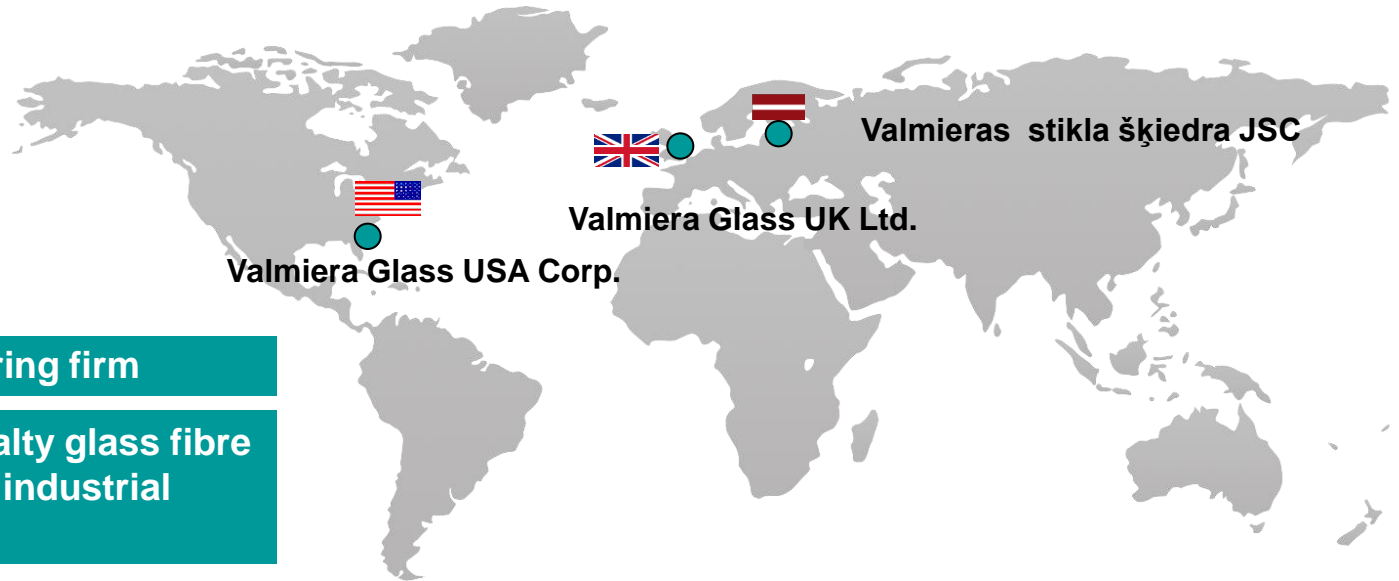 Valmieras stikla šķiedra JSC
Valmiera Glass UK Ltd.
Valmiera Glass USA Corp.
ring firm
alty glass fibre
industrial